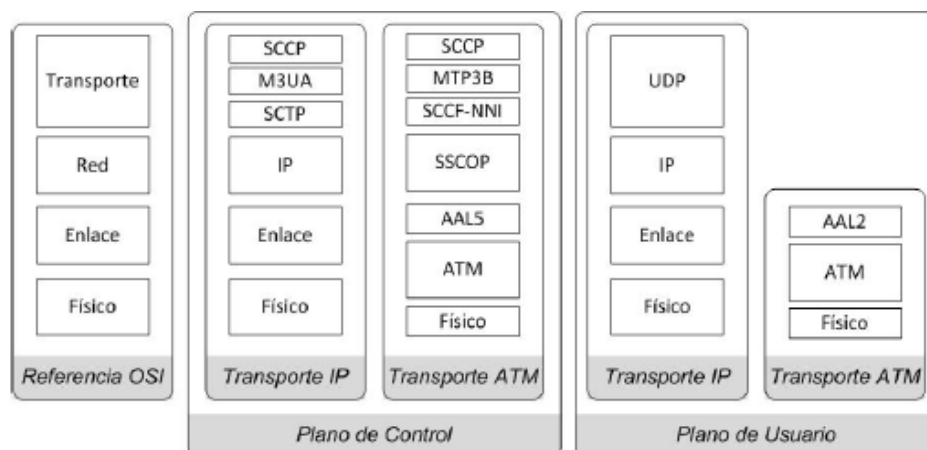 Transporte
Red
Enlace
Físico
Referencia OSI
SCCP
M3UA
SCTP
IP
Enlace
Físico
Transporte IP
SCCP
MTP3B
SCCF-NNI
SSCOP
AAL5
ATM
Físico
Transporte ATM
Plano de Control
UDP
IP
Enlace
Físico
Transporte IP
AAL2
ATM
Físico
Transporte ATM
Plano de Usuario